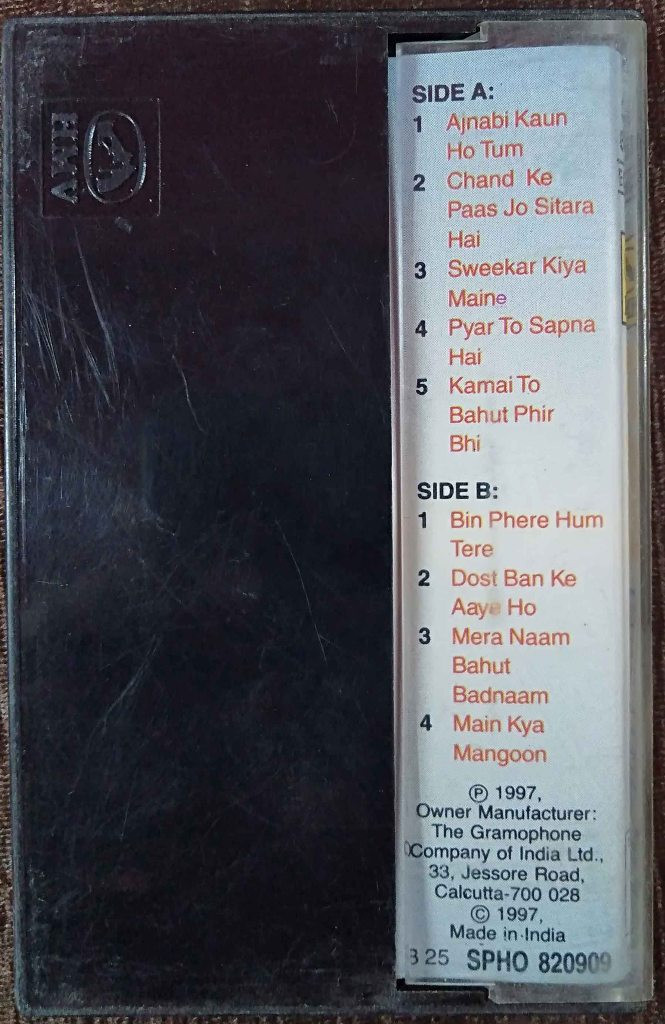 HMV
SIDE A:
1 Ajnabi Kaun
Ho Tum
2 Chand Ke
Paas Jo Sitara
Hai
3 Sweekar Kiya
Maine
4 Pyar To Sapna
Hai
5 Kamai To
Bahut Phir
Bhi
SIDE B:
1 Bin Phere Hum
Tere
2 Dost Ban Ke
Aaye Ho
3 Mera Naam
Bahut
Badnaam
4 Main Kya
Mangoon
℗ 1997,
Owner Manufacturer:
The Gramophone
Company of India Ltd.,
33, Jessore Road,
Calcutta-700 028
© 1997,
Made in India
25 SPHO 820909